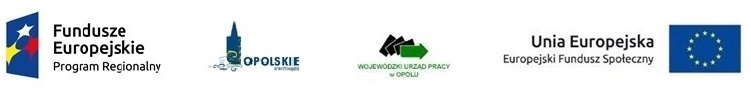 Fundusze
Europejskie
Program Regionalny
OPOLSKIE
WOJEWÓDZKI URZĄD PRACY
w OPOLU
Unia Europejska
Europejski Fundusz Społeczny